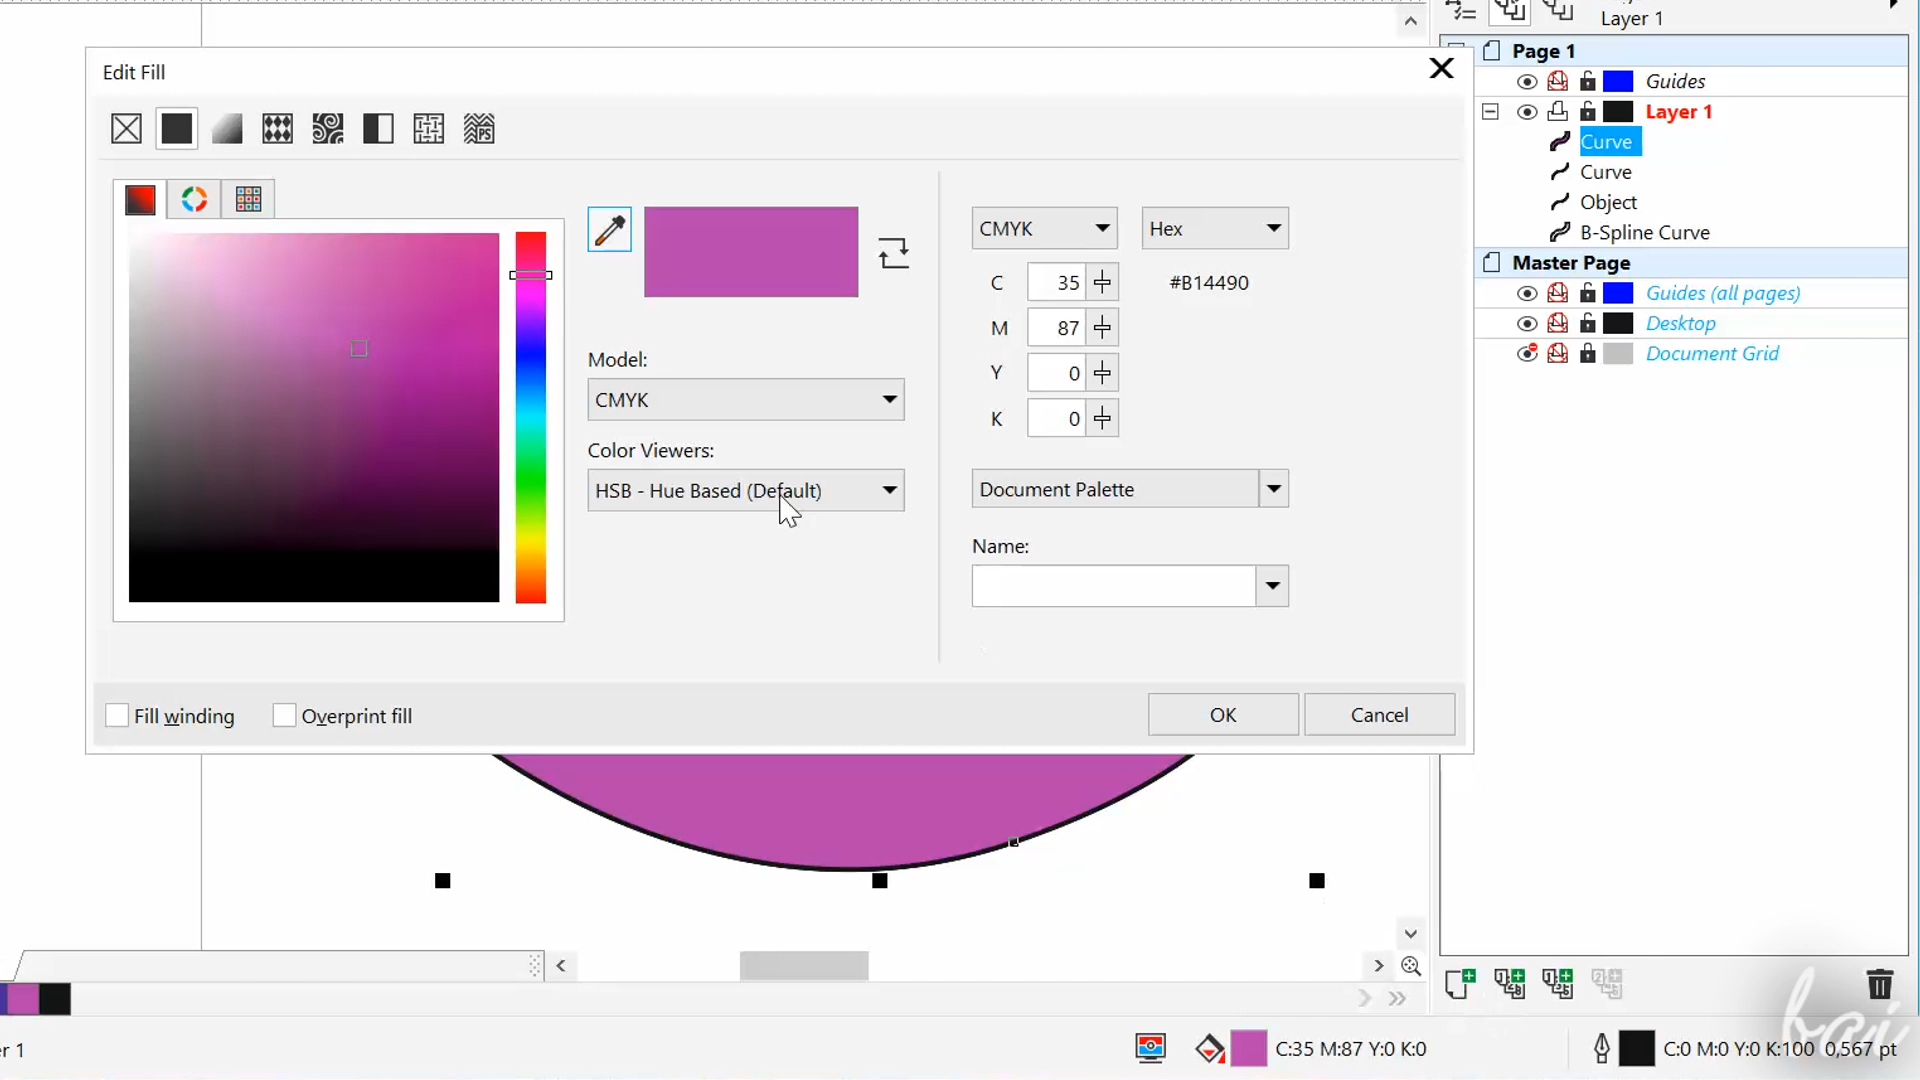 Layer 1
Edit Fill
Page 1
Guides
Layer 1
Curve
Curve
Object
B-Spline Curve
Master Page
Guides (all pages)
Desktop
Document Grid
PS
CMYK
Hex
C 35
#B14490
M 87
Y 0
K 0
Model:
CMYK
Color Viewers:
HSB - Hue Based (Default)
Document Palette
Name:
Fill winding
Overprint fill
OK
Cancel
er 1
C:35 M:87 Y:0 K:0
C:0 M:0 Y:0 K:100 0,567 pt